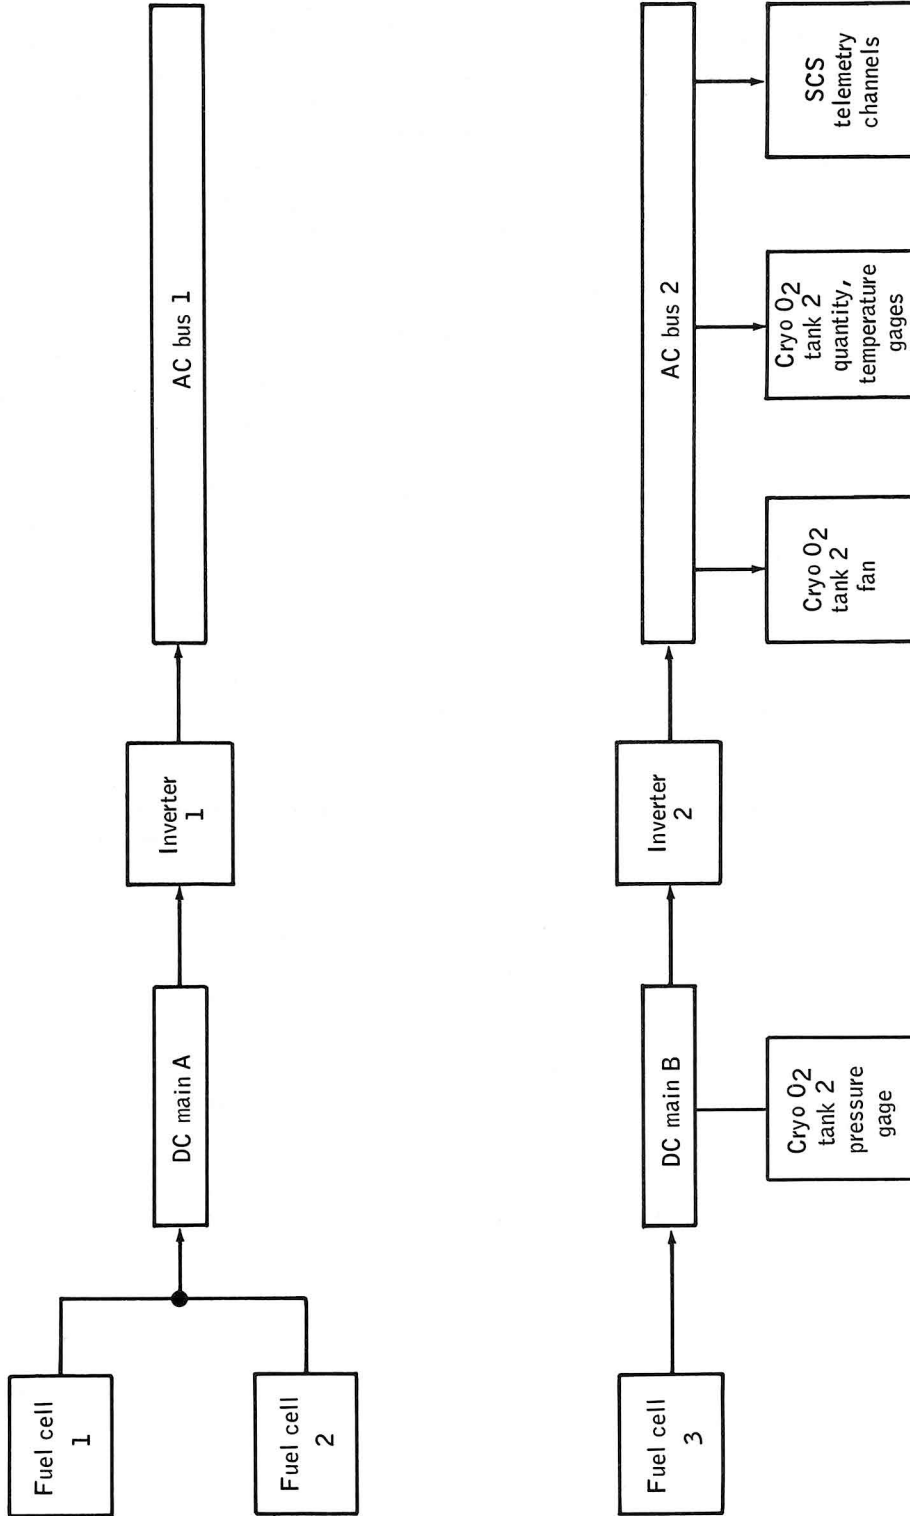 Fuel cell
1
Fuel cell
2
DC main A
Inverter
1
AC bus 1
Fuel cell
3
DC main B
Inverter
2
AC bus 2
Cryo O2
tank 2
pressure
gage
Cryo O2
tank 2
fan
Cryo O2
tank 2
quantity,
temperature
gages
SCS
telemetry
channels